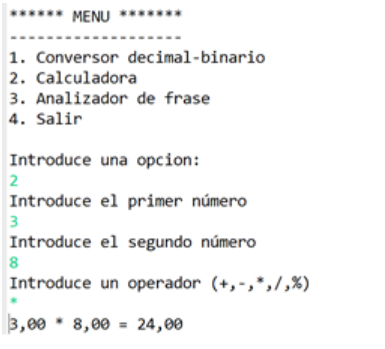 ****** MENU *******
-------------------
1. Conversor decimal-binario
2. Calculadora
3. Analizador de frase
4. Salir
Introduce una opcion:
2
Introduce el primer número
3
Introduce el segundo número
8
Introduce un operador (+,-,*,/,%)
*
3,00 * 8,00 = 24,00